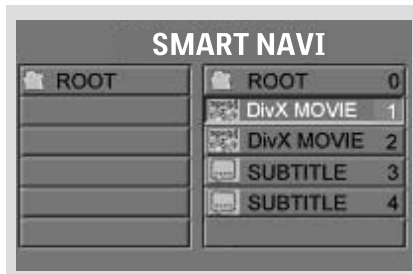 SMART NAVI
ROOT
ROOT 0
DivX MOVIE 1
DivX MOVIE 2
SUBTITLE 3
SUBTITLE 4